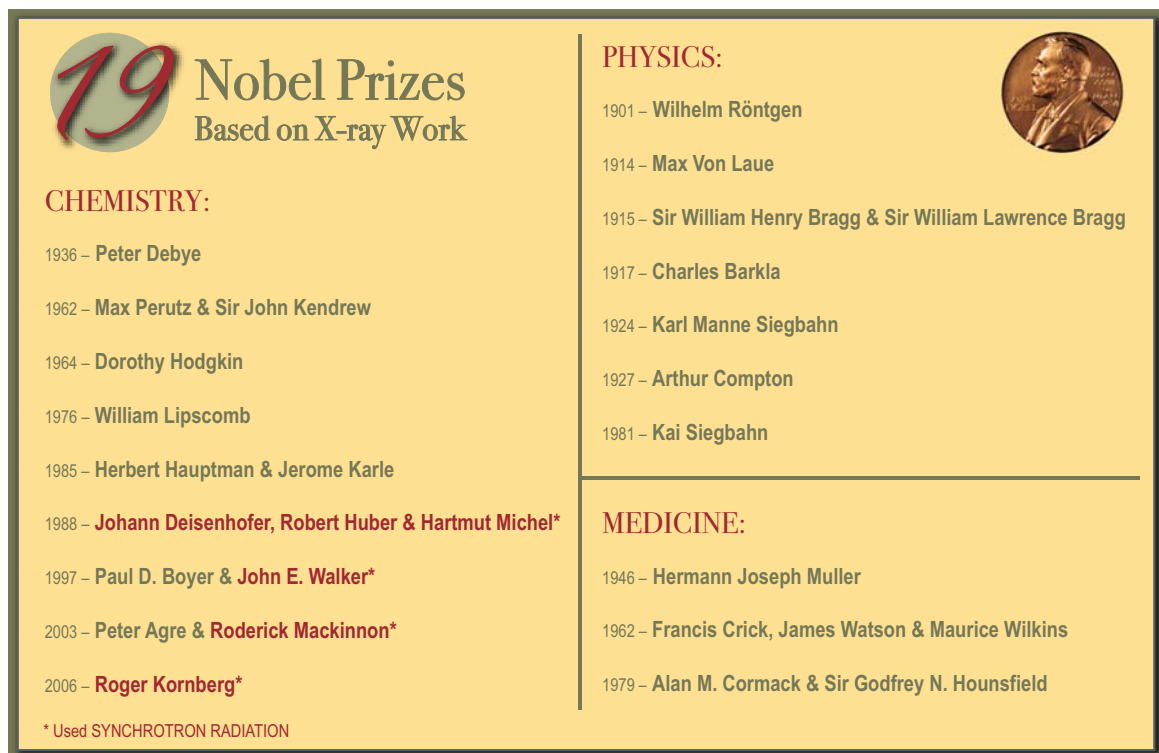 19 Nobel Prizes
Based on X-ray Work
CHEMISTRY:
1936 – Peter Debye
1962 – Max Perutz & Sir John Kendrew
1964 – Dorothy Hodgkin
1976 – William Lipscomb
1985 – Herbert Hauptman & Jerome Karle
1988 – Johann Deisenhofer, Robert Huber & Hartmut Michel*
1997 – Paul D. Boyer & John E. Walker*
2003 – Peter Agre & Roderick Mackinnon*
2006 – Roger Kornberg*
* Used SYNCHROTRON RADIATION
PHYSICS:
1901 – Wilhelm Röntgen
1914 – Max Von Laue
1915 – Sir William Henry Bragg & Sir William Lawrence Bragg
1917 – Charles Barkla
1924 – Karl Manne Siegbahn
1927 – Arthur Compton
1981 – Kai Siegbahn
MEDICINE:
1946 – Hermann Joseph Muller
1962 – Francis Crick, James Watson & Maurice Wilkins
1979 – Alan M. Cormack & Sir Godfrey N. Hounsfield